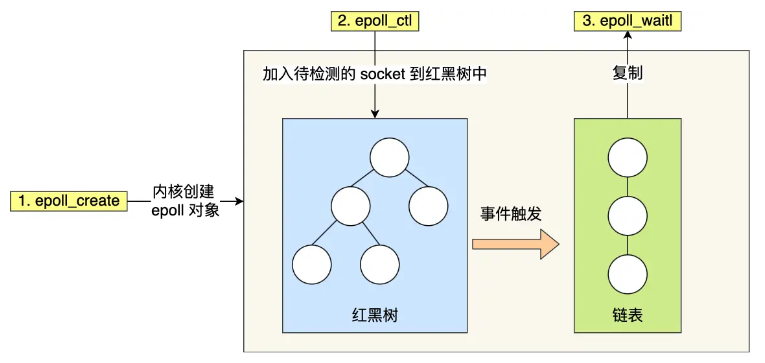 2. epoll_ctl
3. epoll_waitl
加入待检测的 socket 到红黑树中
复制
1. epoll_create
内核创建
epoll 对象
事件触发
红黑树
链表